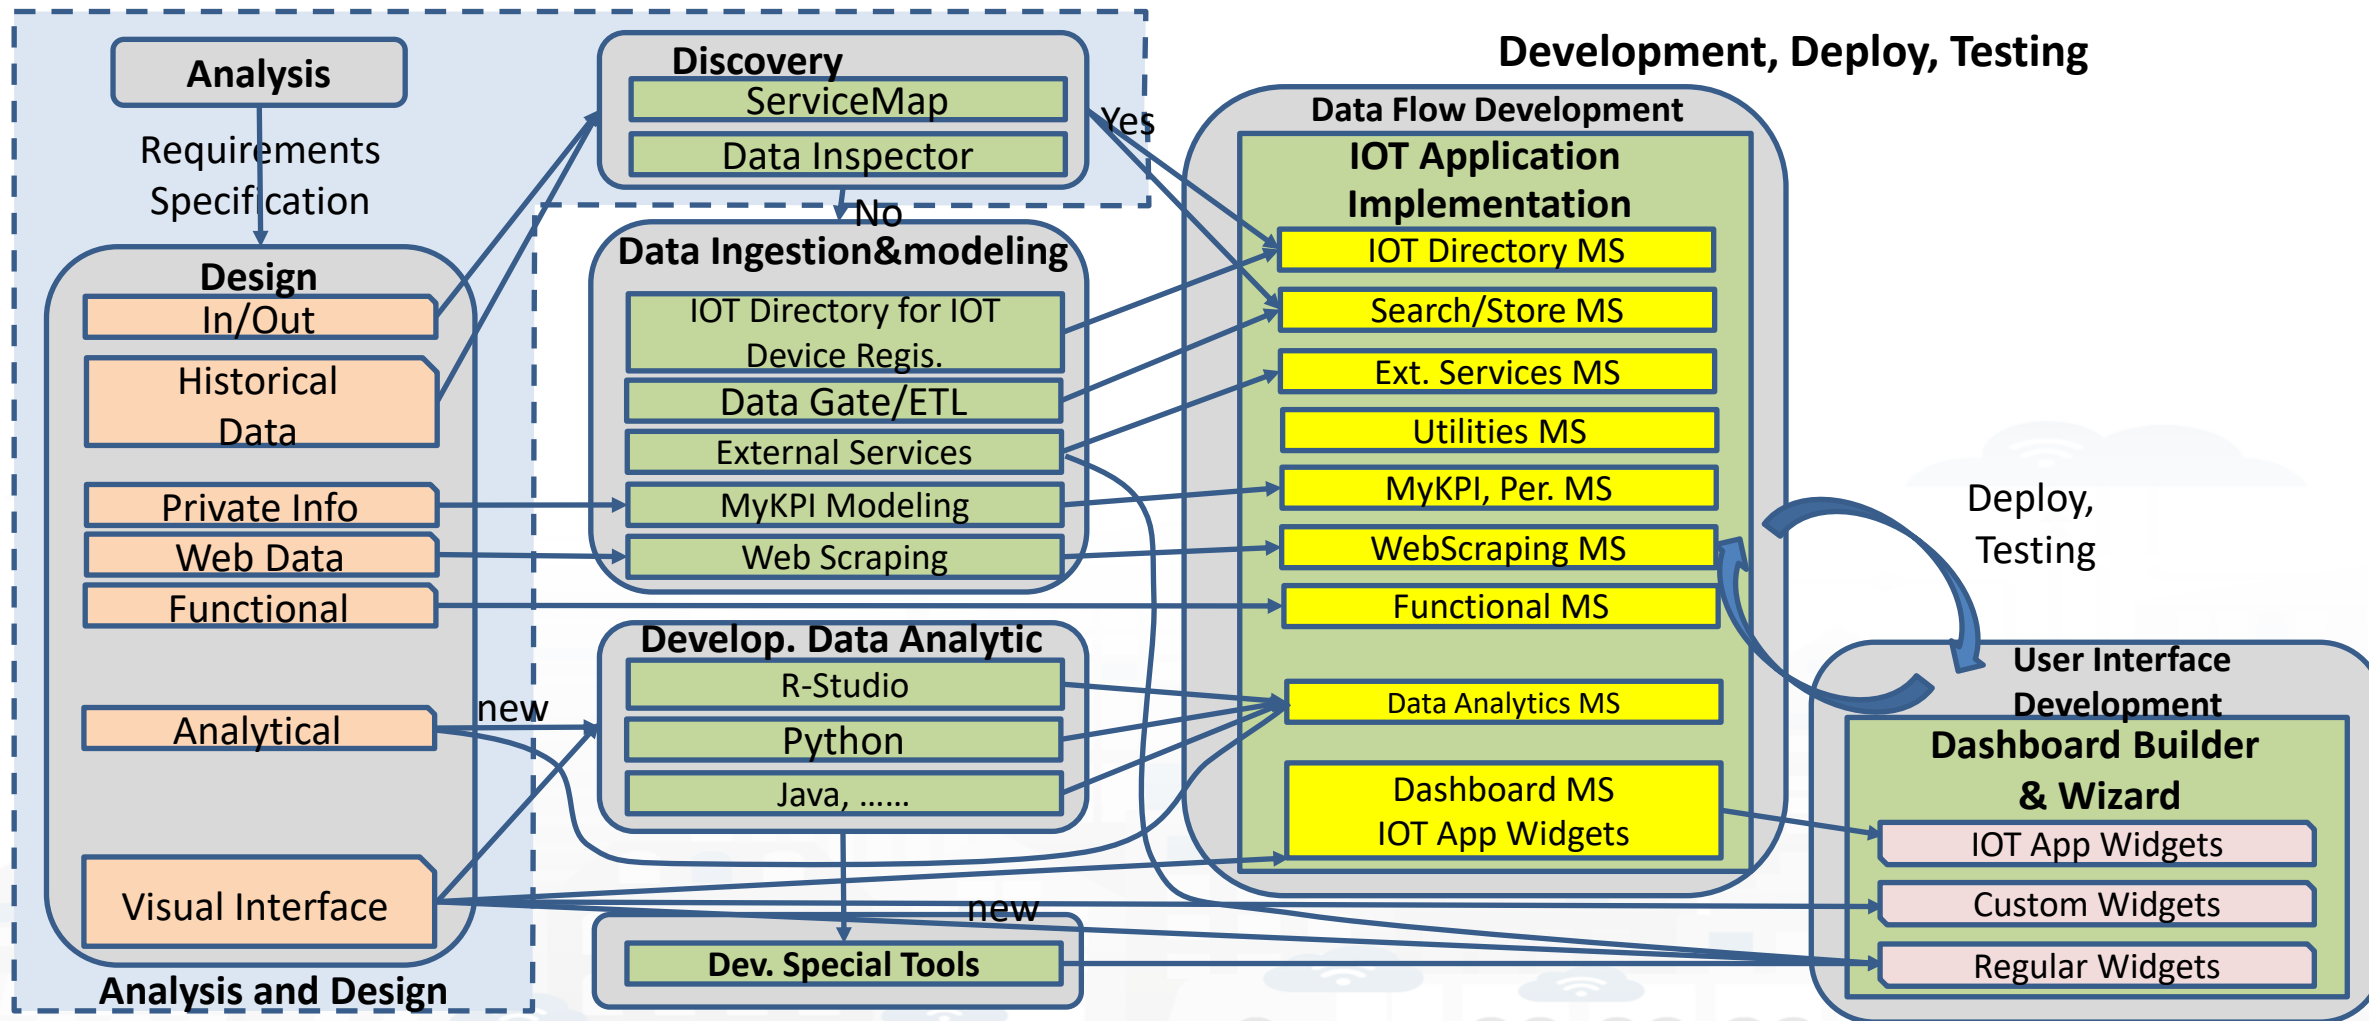 Development, Deploy, Testing
Analysis
Requirements
Specification
Design
In/Out
Historical
Data
Private Info
Web Data
Functional
Analytical
Visual Interface
Analysis and Design
Discovery
ServiceMap
Data Inspector
Yes
No
Data Ingestion&modeling
IOT Directory for IOT
Device Regis.
Data Gate/ETL
External Services
MyKPI Modeling
Web Scraping
new
Develop. Data Analytic
R-Studio
Python
Java, ......
new
Dev. Special Tools
Data Flow Development
IOT Application
Implementation
IOT Directory MS
Search/Store MS
Ext. Services MS
Utilities MS
MyKPI, Per. MS
WebScraping MS
Functional MS
Data Analytics MS
Dashboard MS
IOT App Widgets
Deploy,
Testing
User Interface
Development
Dashboard Builder
& Wizard
IOT App Widgets
Custom Widgets
Regular Widgets